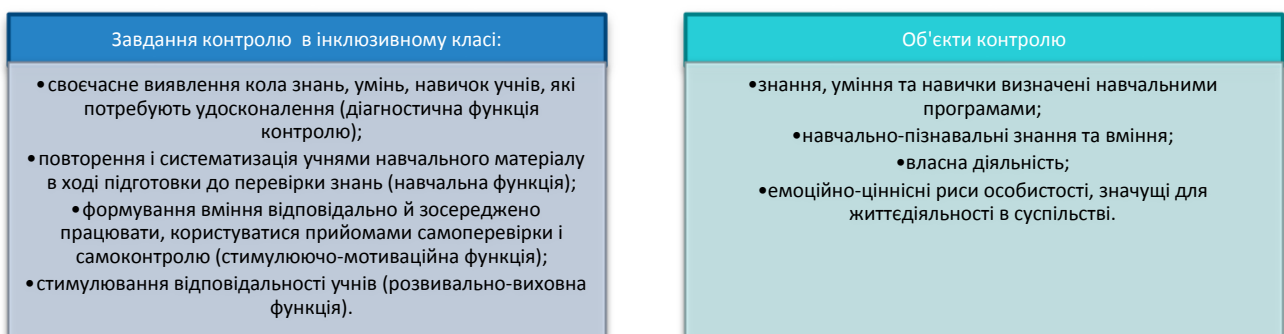 Завдання контролю  в інклюзивному класі:
•своєчасне виявлення кола знань, умінь, навичок учнів, які
потребують удосконалення (діагностична функція
контролю);
•повторення і систематизація учнями навчального матеріалу
в ході підготовки до перевірки знань (навчальна функція);
•формування вміння відповідально й зосереджено
працювати, користуватися прийомами самоперевірки і
самоконтролю (стимулюючо-мотиваційна функція);
•стимулювання відповідальності учнів (розвивально-виховна
функція).
Об'єкти контролю
•знання, уміння та навички визначені навчальними
програмами;
•навчально-пізнавальні знання та вміння;
•власна діяльність;
•емоційно-ціннісні риси особистості, значущі для
життєдіяльності в суспільстві.